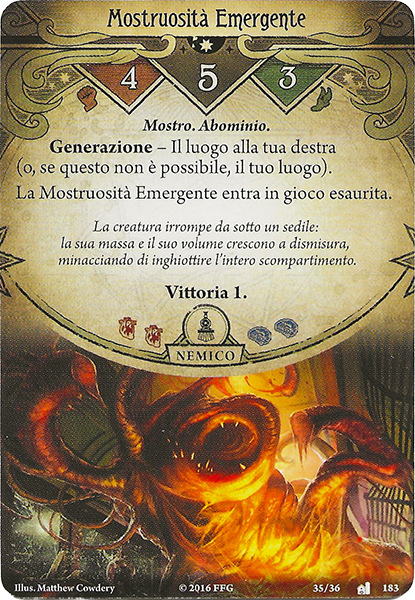 Mostruosità Emergente
4 5 3
Mostro. Abominio.
Generazione – Il luogo alla tua destra
(o, se questo non è possibile, il tuo luogo).
La Mostruosità Emergente entra in gioco esaurita.
La creatura irrompe da sotto un sedile:
la sua massa e il suo volume crescono a dismisura,
minacciando di inghiottire l'intero scompartimento.
Vittoria 1.
NEMICO
Illus. Matthew Cowdery © 2016 FFG 35/36 183